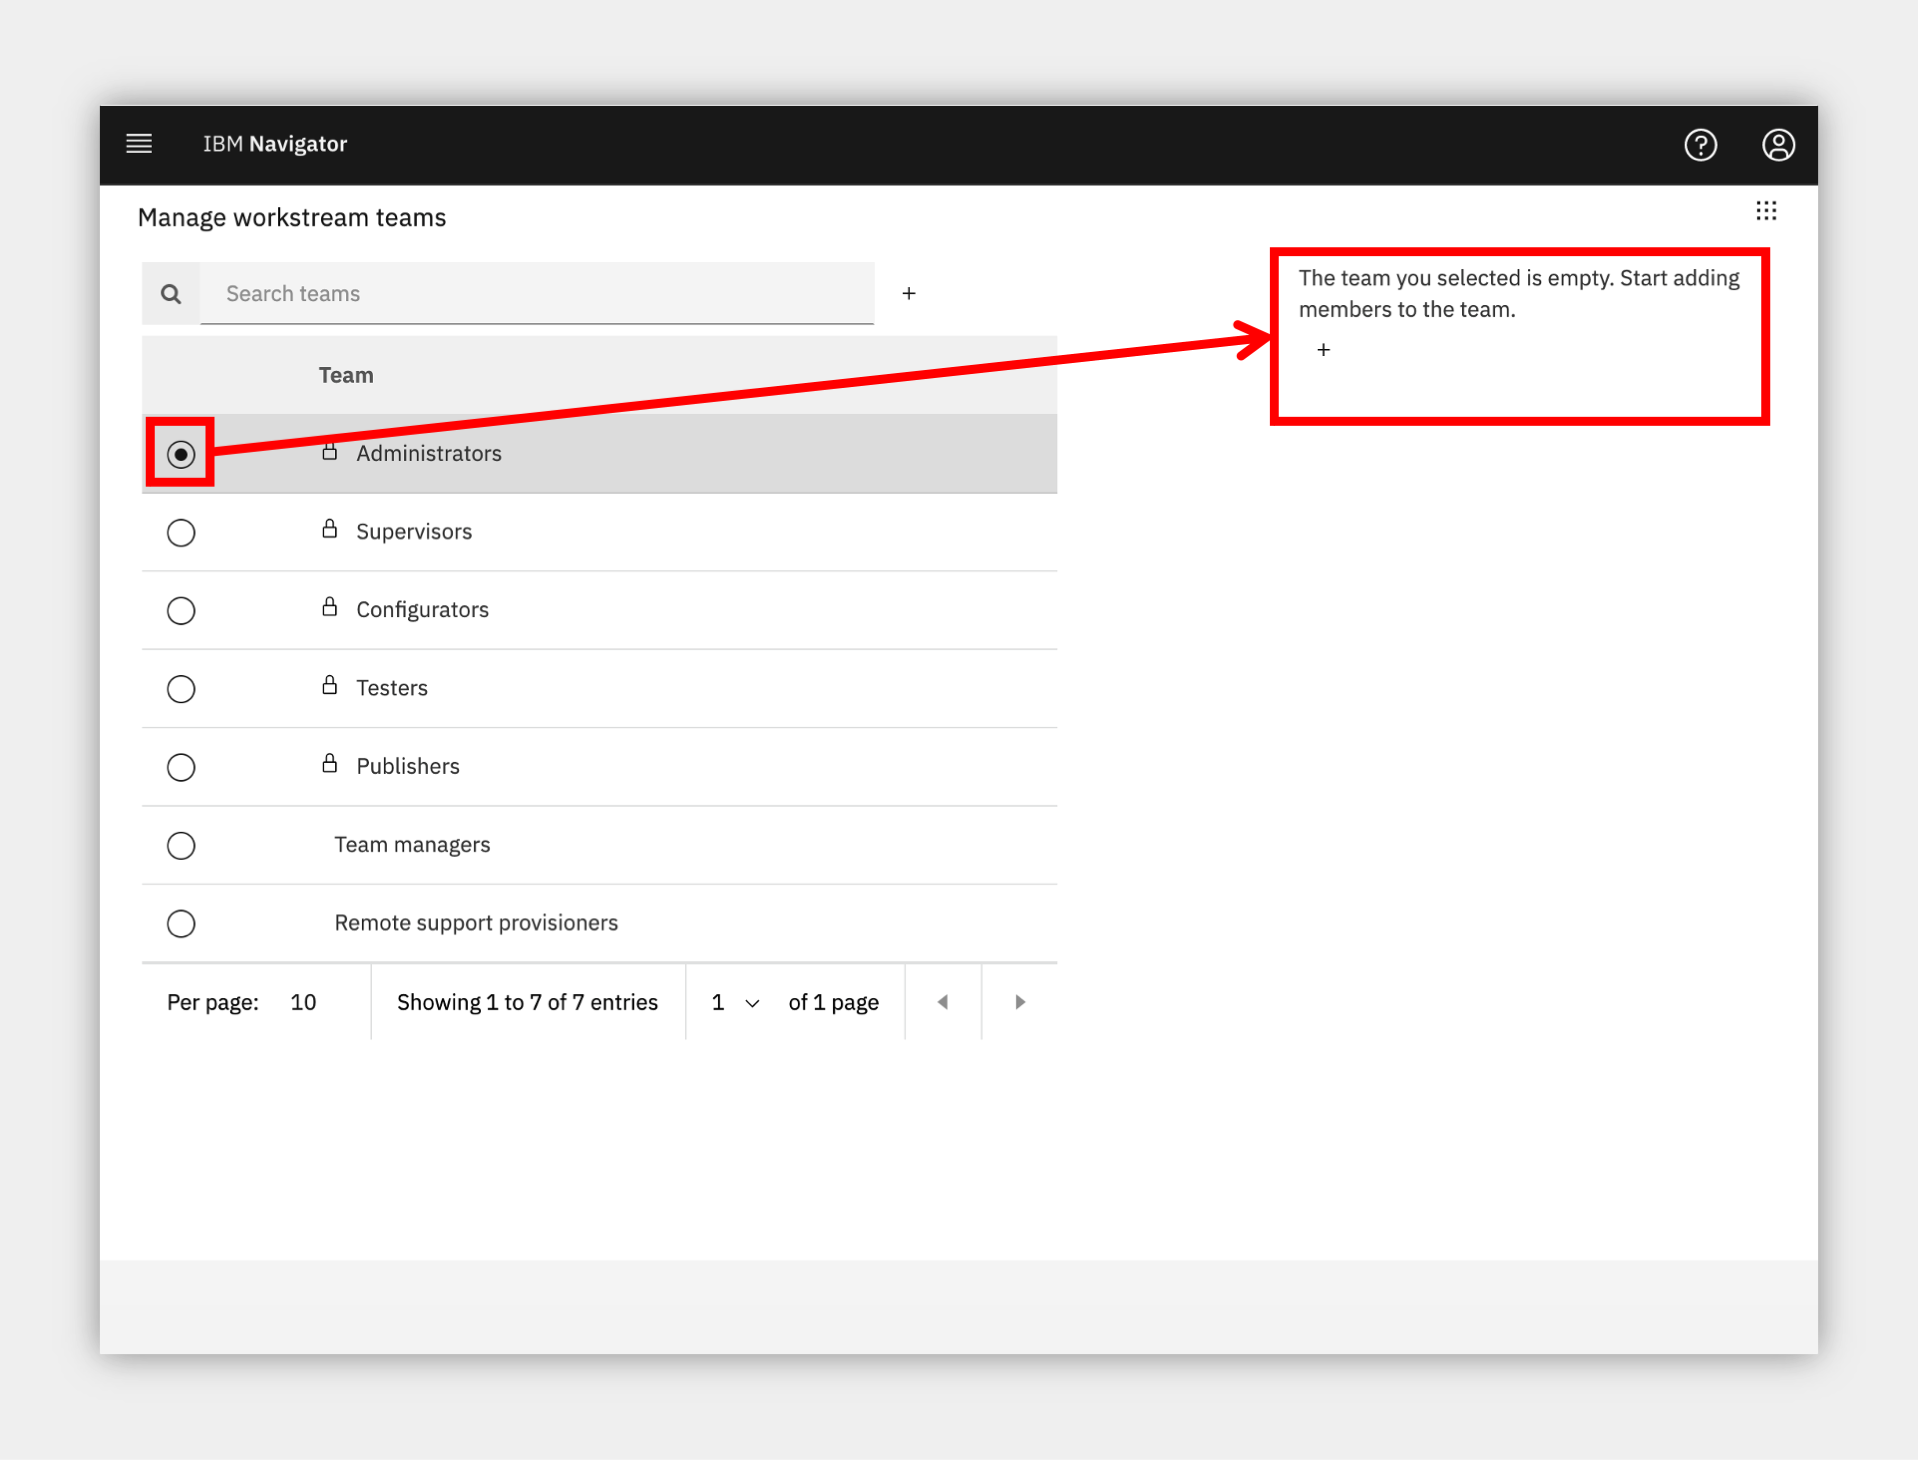 IBM Navigator
Manage workstream teams
Search teams
+
The team you selected is empty. Start adding
members to the team.
+
Team
Administrators
Supervisors
Configurators
Testers
Publishers
Team managers
Remote support provisioners
Per page: 10 Showing 1 to 7 of 7 entries 1 of 1 page